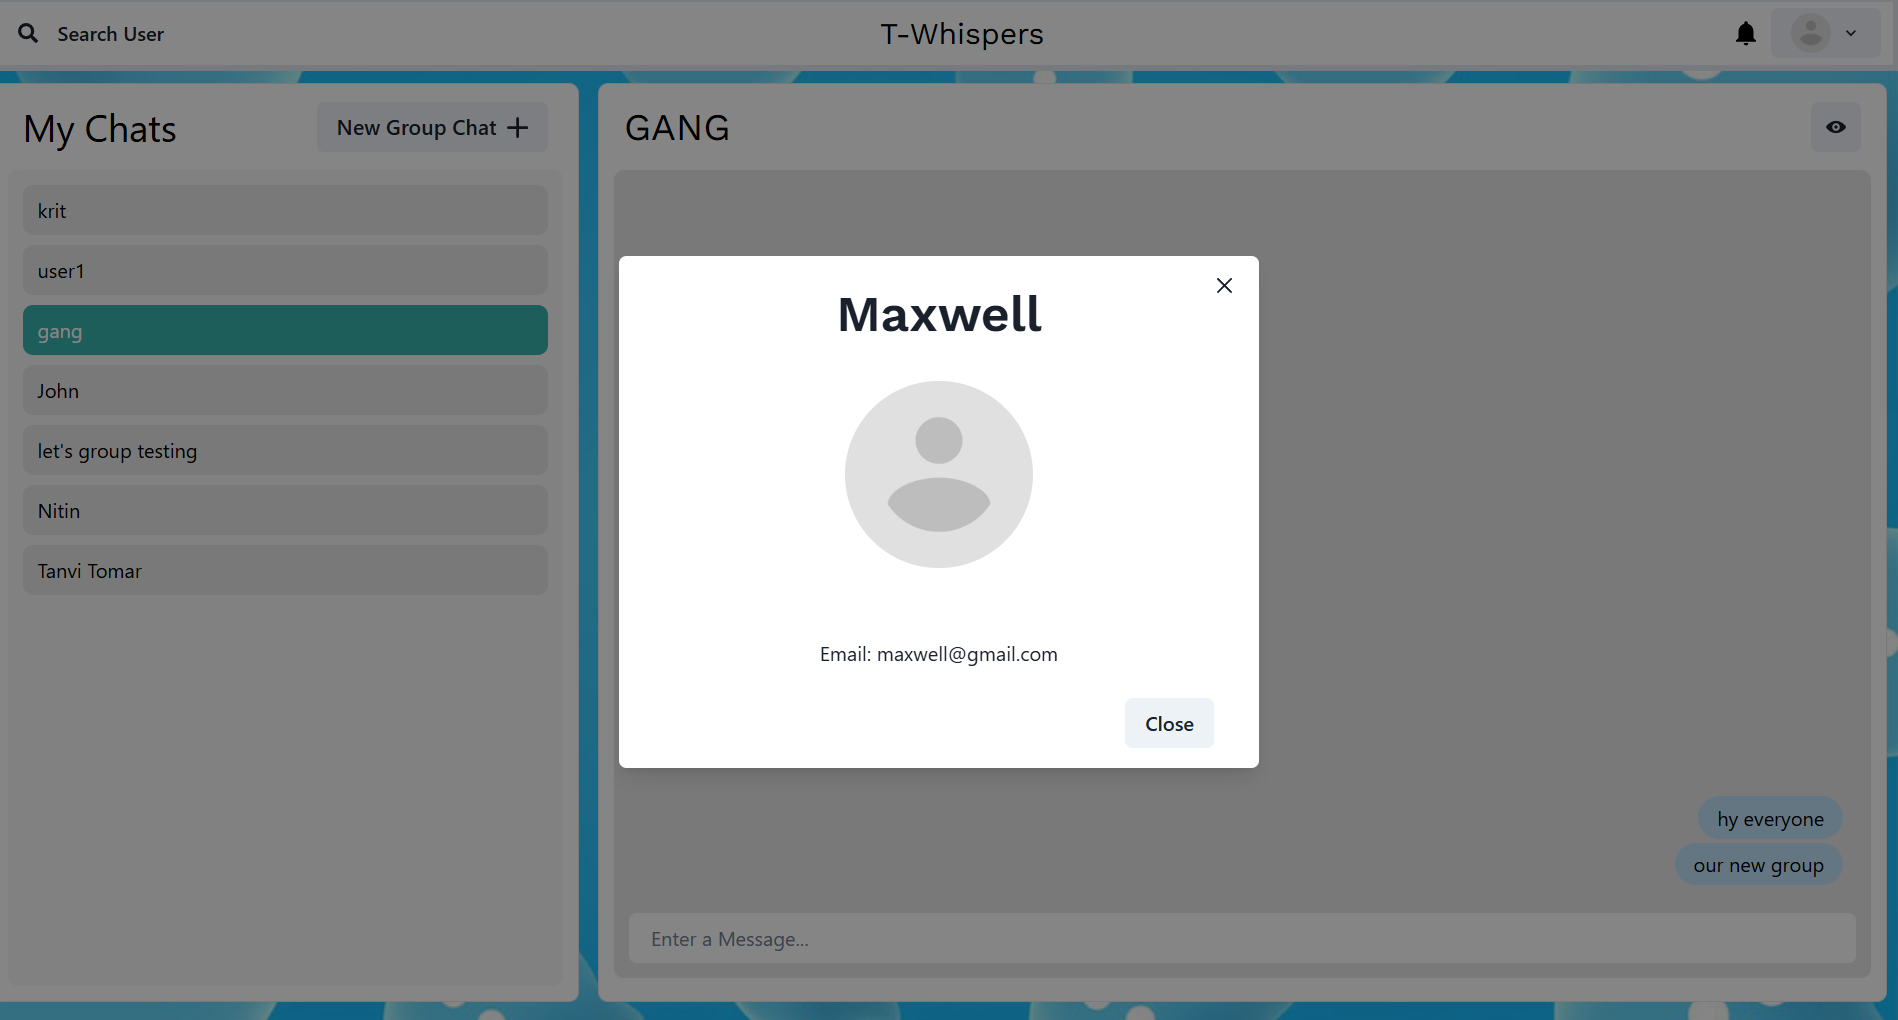 Search User
T-Whispers
My Chats
New Group Chat
krit
user1
gang
John
let's group testing
Nitin
Tanvi Tomar
GANG
Maxwell
Email: maxwell@gmail.com
Close
hy everyone
our new group
Enter a Message...